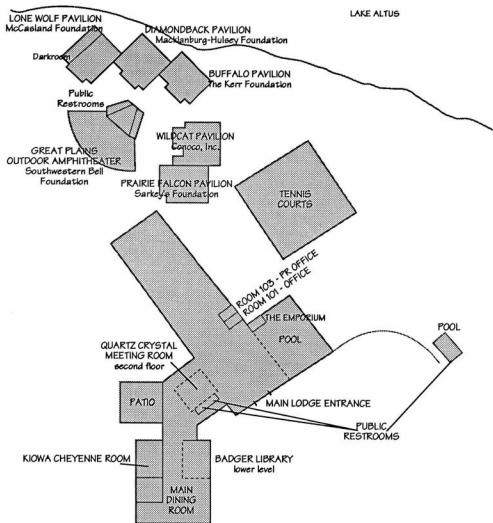 LONE WOLF PAVILION
McCasland Foundation
LAKE ALTUS
DIAMONDBACK PAVILION
Macklanburg-Hulsey Foundation
Darkroom
BUFFALO PAVILION
The Kerr Foundation
Public
Restrooms
WILDCAT PAVILION
Conoco, Inc.
GREAT PLAINS
OUTDOOR AMPHITHEATER
Southwestern Bell
Foundation
PRAIRIE FALCON PAVILION
Sarkey's Foundation
TENNIS
COURTS
ROOM 103 - PR OFFICE
ROOM 101 - OFFICE
THE EMPORIUM
POOL
POOL
QUARTZ CRYSTAL
MEETING ROOM
second floor
PATIO
MAIN LODGE ENTRANCE
PUBLIC
RESTROOMS
KIOWA CHEYENNE ROOM
BADGER LIBRARY
lower level
MAIN
DINING
ROOM